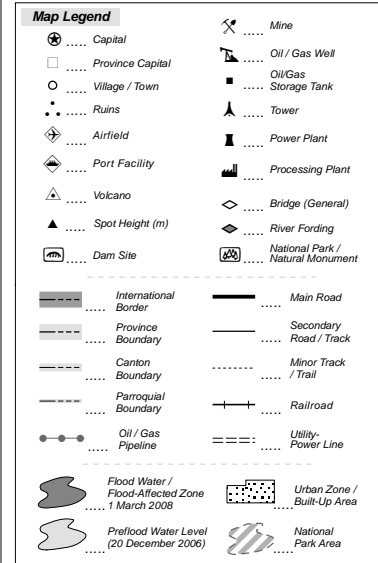 Map Legend
Capital
Province Capital
Village / Town
Ruins
Airfield
Port Facility
Volcano
Spot Height (m)
Dam Site
Mine
Oil / Gas Well
Oil/Gas
Storage Tank
Tower
Power Plant
Processing Plant
Bridge (General)
River Fording
National Park /
Natural Monument
International
Border
Province
Boundary
Canton
Boundary
Parroquial
Boundary
Oil / Gas
Pipeline
Main Road
Secondary
Road / Track
Minor Track
/ Trail
Railroad
Utility-
Power Line
Flood Water /
Flood-Affected Zone
1 March 2008
Preflood Water Level
(20 December 2006)
Urban Zone /
Built-Up Area
National
Park Area